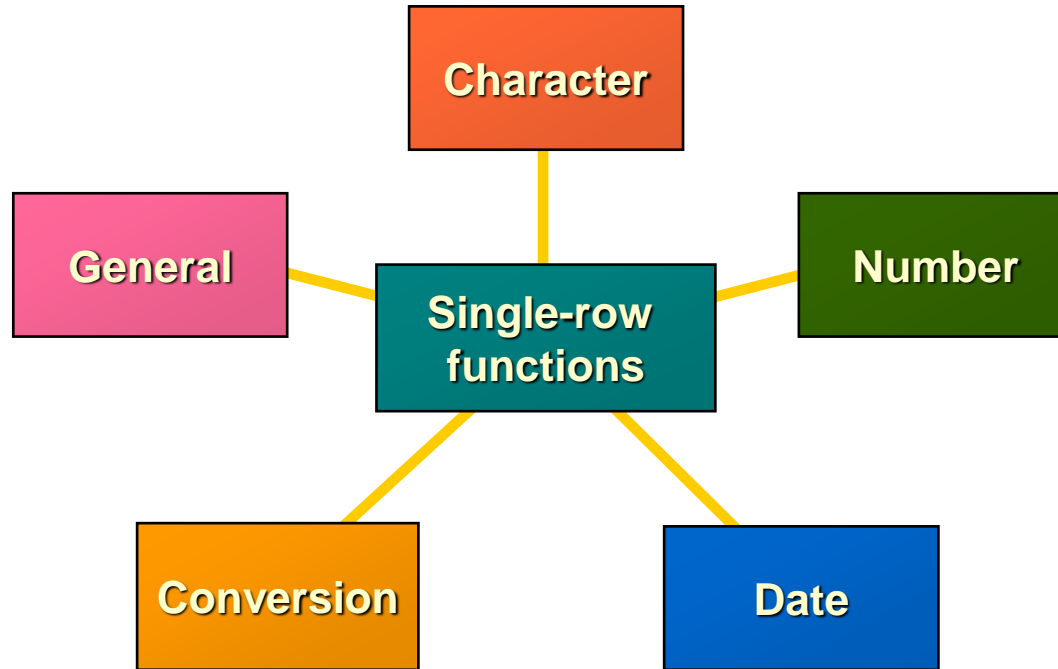 Character
General
Number
Single-row
functions
Conversion
Date